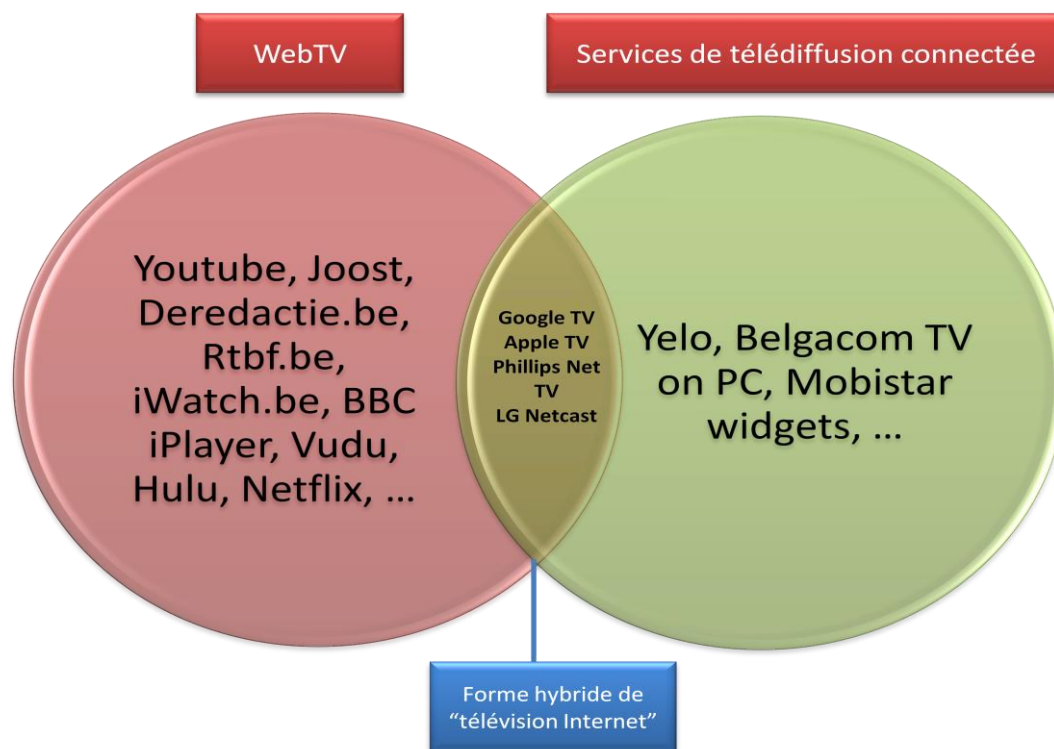 WebTV
Services de télédiffusion connectée
Youtube, Joost,
Deredactie.be,
Rtbf.be,
iWatch.be, BBC
iPlayer, Vudu,
Hulu, Netflix, ...
Google TV
Apple TV
Phillips Net
TV
LG Netcast
Yelo, Belgacom TV
on PC, Mobistar
widgets, ...
Forme hybride de
“télévision Internet”